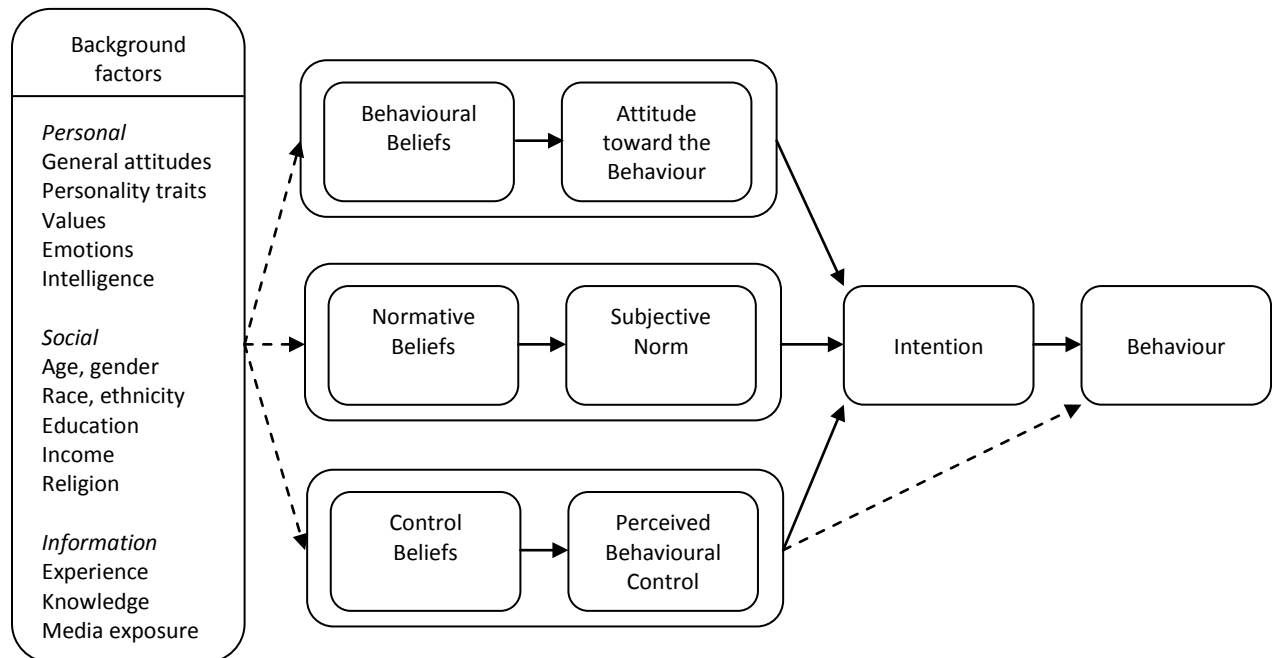 Background
factors
Personal
General attitudes
Personality traits
Values
Emotions
Intelligence
Social
Age, gender
Race, ethnicity
Education
Income
Religion
Information
Experience
Knowledge
Media exposure
Behavioural
Beliefs
Attitude
toward the
Behaviour
Normative
Beliefs
Subjective
Norm
Control
Beliefs
Perceived
Behavioural
Control
Intention
Behaviour